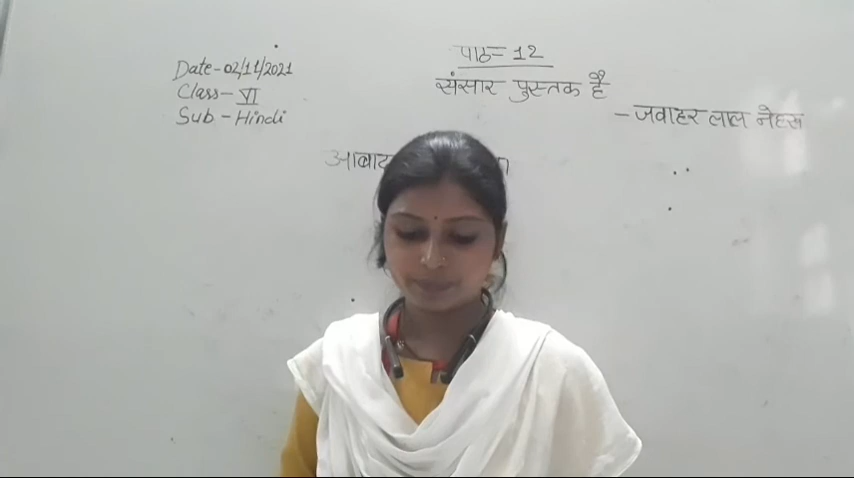 Date-02/11/2021
Class-VI
Sub-Hindi
पाठ-12
संसार पुस्तक है
-जवाहर लाल नेहरू